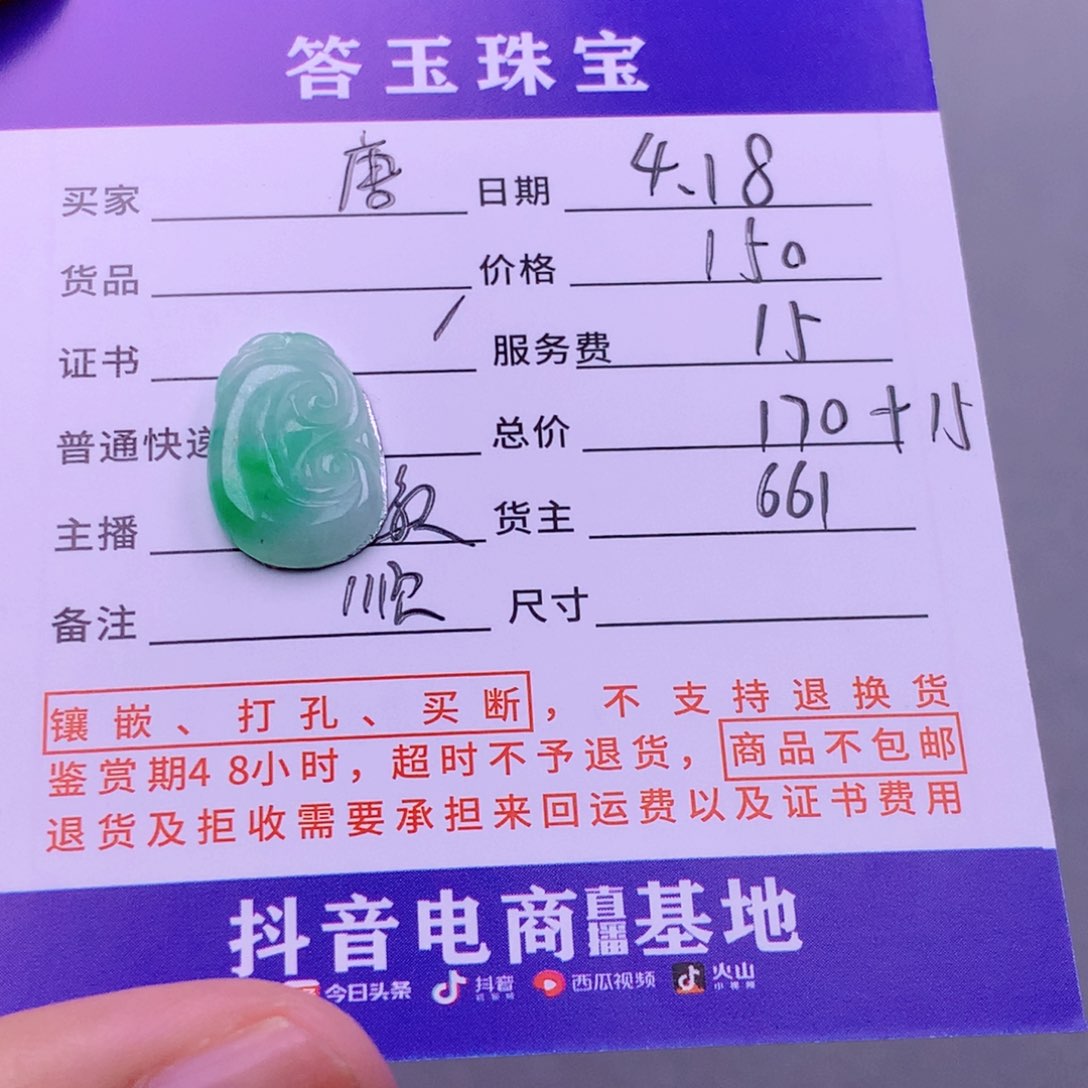 答玉珠宝
买家 唐 日期 4.18
货品 价格 150
证书 服务费 15
普通快递 总价 170+15
主播 敏 货主 661
备注 顺 尺寸
镶嵌、打孔、买断，不支持退换货
鉴赏期48小时，超时不予退货，商品不包邮
退货及拒收需要承担来回运费以及证书费用
抖音电商直播基地
今日头条 抖音 西瓜视频 火山小视频